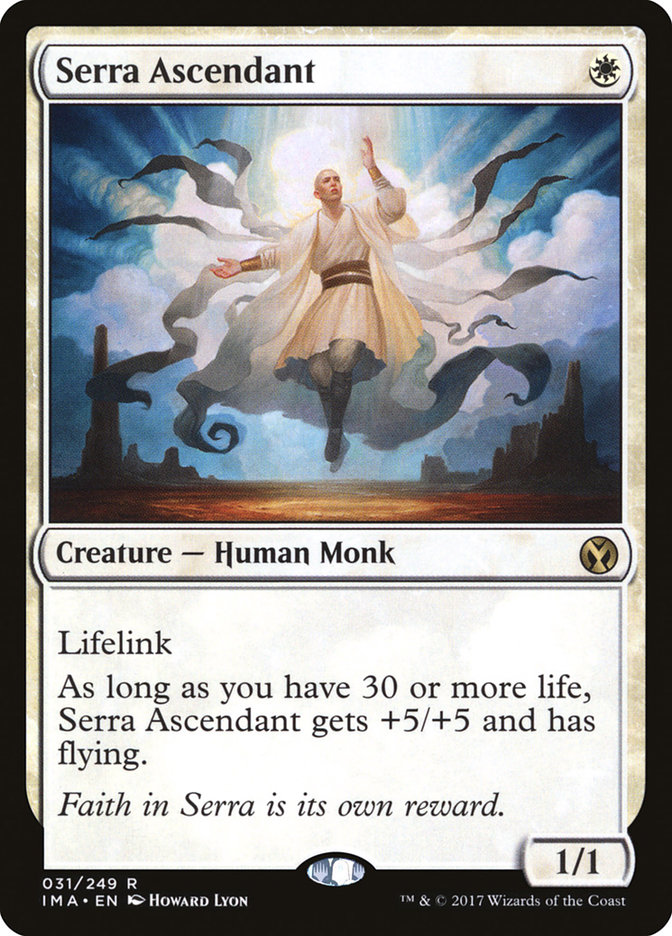 Serra Ascendant
Creature — Human Monk
Lifelink
As long as you have 30 or more life,
Serra Ascendant gets +5/+5 and has
flying.
Faith in Serra is its own reward.
1/1
031/249 R
IMA • EN Howard Lyon
™ & © 2017 Wizards of the Coast